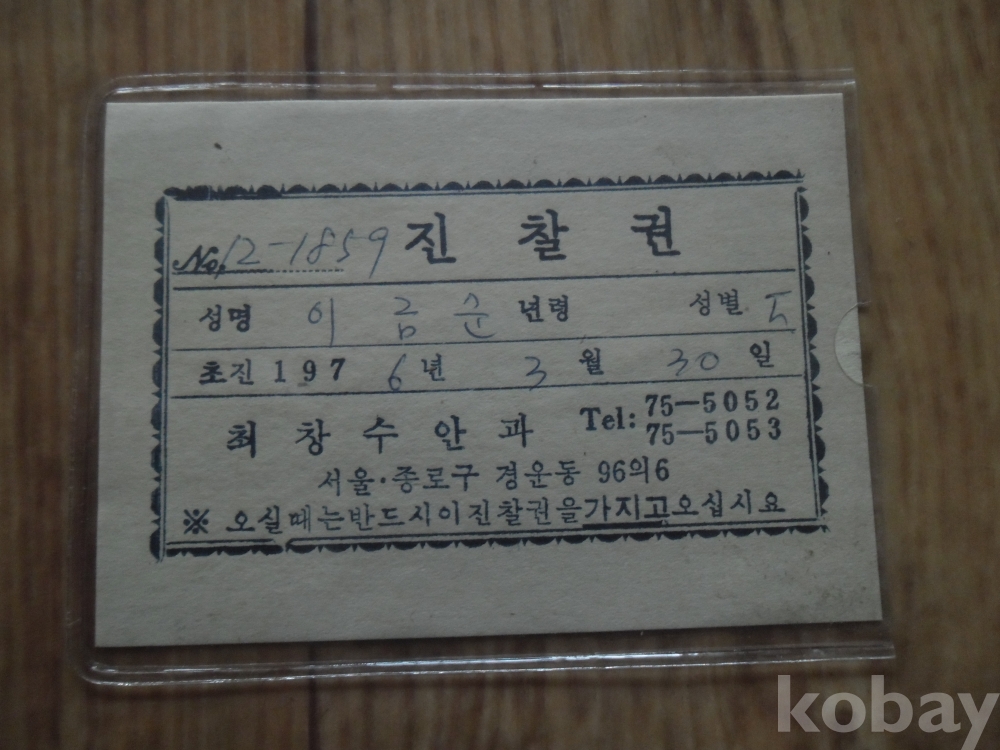 No. 12-1859 진찰권
성명 이금순 년령 성별
초진 1976년 3월 30일
최창수안과 Tel: 75-5052
75-5053
서울·종로구 경운동 96의6
※ 오실때는반드시이진찰권을가지고오십시요
kobay